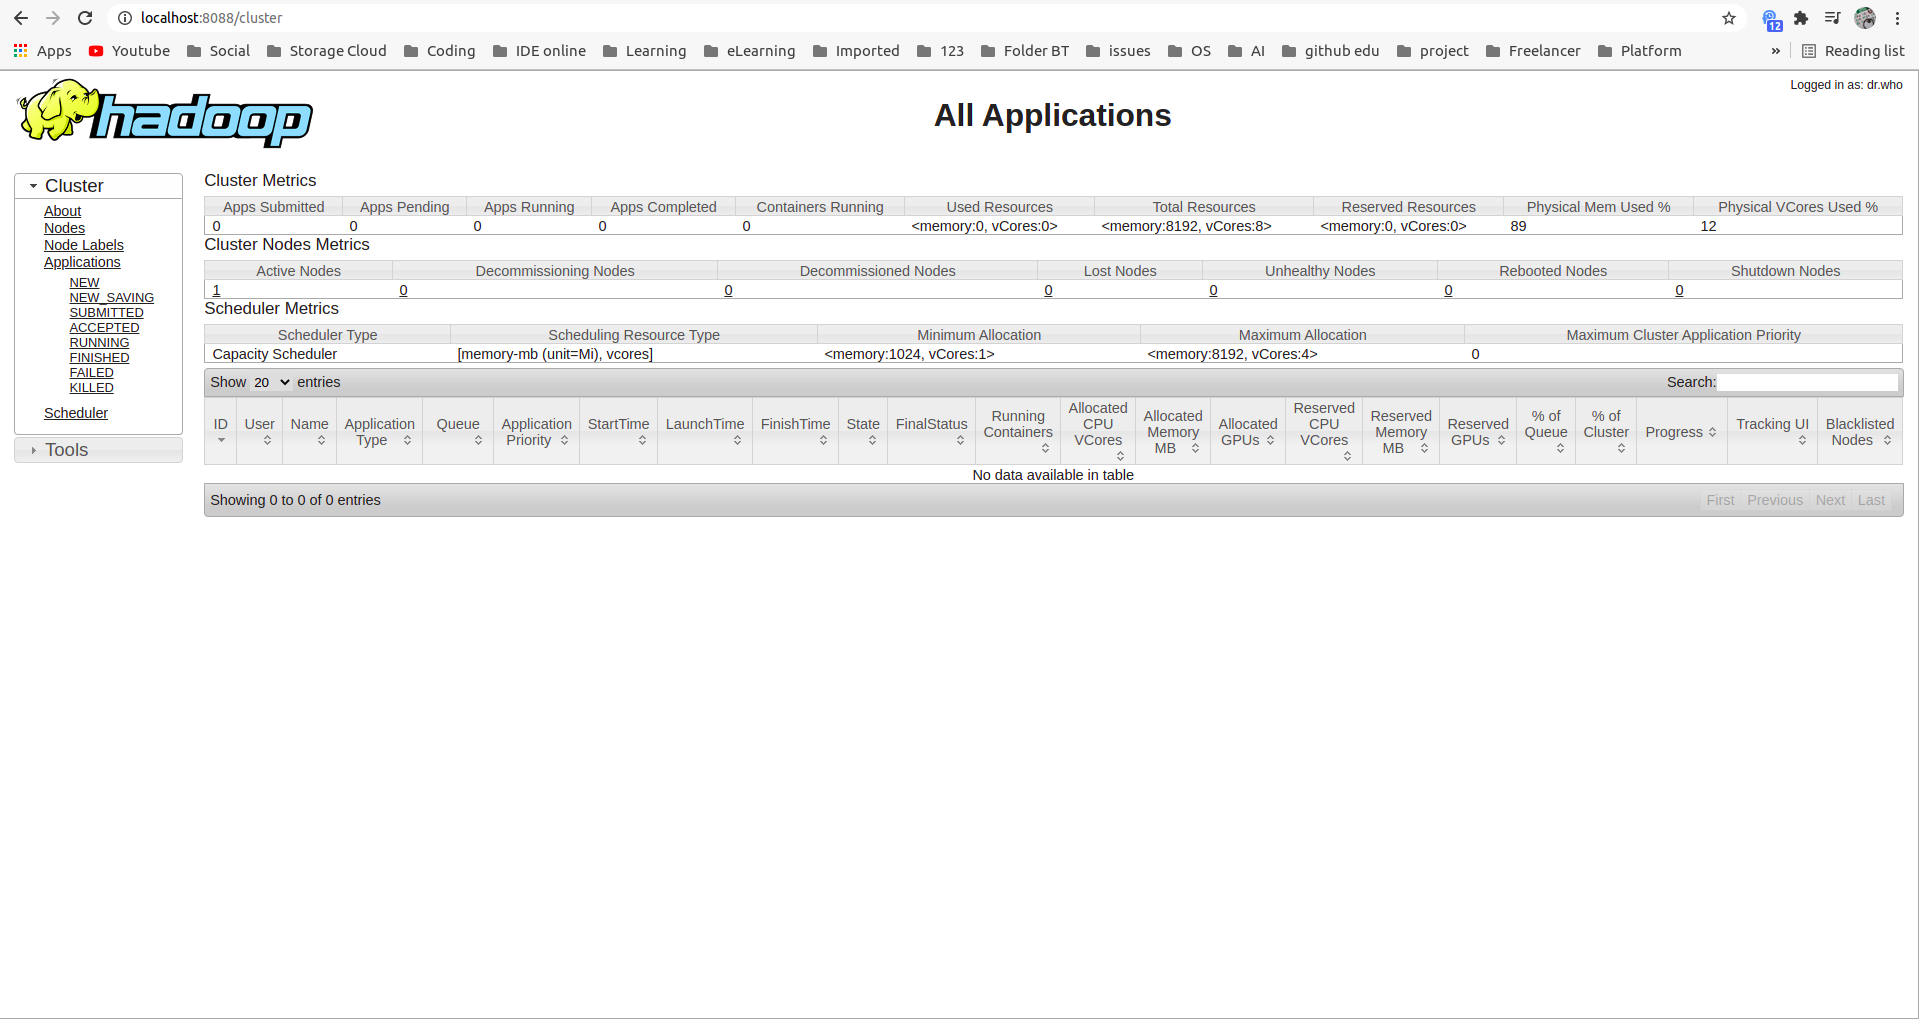 localhost:8088/cluster
12
Apps Youtube Social Storage Cloud Coding IDE online Learning eLearning Imported 123 Folder BT issues OS AI github edu project Freelancer Platform » Reading list
hadoop
Logged in as: dr.who
All Applications
Cluster
About
Nodes
Node Labels
Applications
NEW
NEW_SAVING
SUBMITTED
ACCEPTED
RUNNING
FINISHED
FAILED
KILLED
Scheduler
Tools
Cluster Metrics
Apps Submitted Apps Pending Apps Running Apps Completed Containers Running Used Resources Total Resources Reserved Resources Physical Mem Used % Physical VCores Used %
0 0 0 0 0 <memory:0, vCores:0> <memory:8192, vCores:8> <memory:0, vCores:0> 89 12
Cluster Nodes Metrics
Active Nodes Decommissioning Nodes Decommissioned Nodes Lost Nodes Unhealthy Nodes Rebooted Nodes Shutdown Nodes
1 0 0 0 0 0 0
Scheduler Metrics
Scheduler Type Scheduling Resource Type Minimum Allocation Maximum Allocation Maximum Cluster Application Priority
Capacity Scheduler [memory-mb (unit=Mi), vcores] <memory:1024, vCores:1> <memory:8192, vCores:4> 0
Show 20 entries Search:
ID User Name Application Type Queue Application Priority StartTime LaunchTime FinishTime State FinalStatus Running Containers Allocated CPU VCores Allocated Memory MB Allocated GPUs Reserved CPU VCores Reserved Memory MB Reserved GPUs % of Queue % of Cluster Progress Tracking UI Blacklisted Nodes
No data available in table
Showing 0 to 0 of 0 entries First Previous Next Last